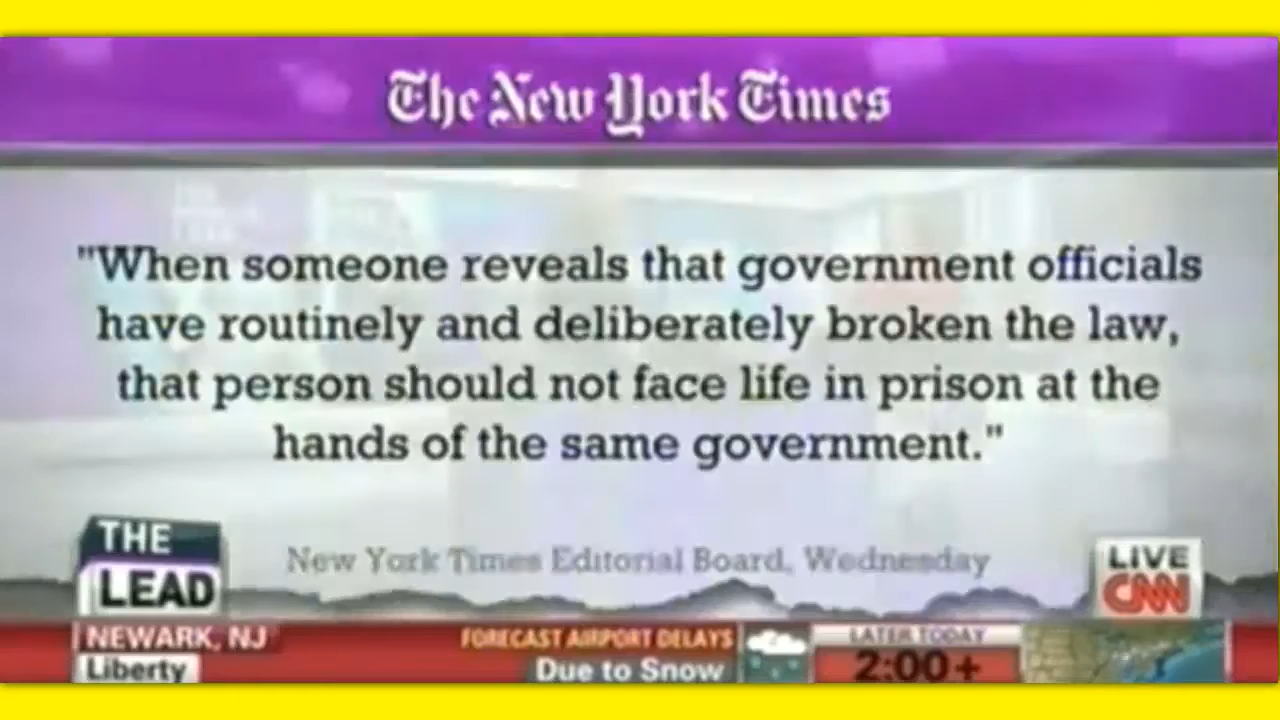 The New York Times
"When someone reveals that government officials
have routinely and deliberately broken the law,
that person should not face life in prison at the
hands of the same government."
New York Times Editorial Board, Wednesday
THE
LEAD
LIVE
CNN
NEWARK, NJ
Liberty
FORECAST AIRPORT DELAYS
Due to Snow
LATER TODAY
2:00+